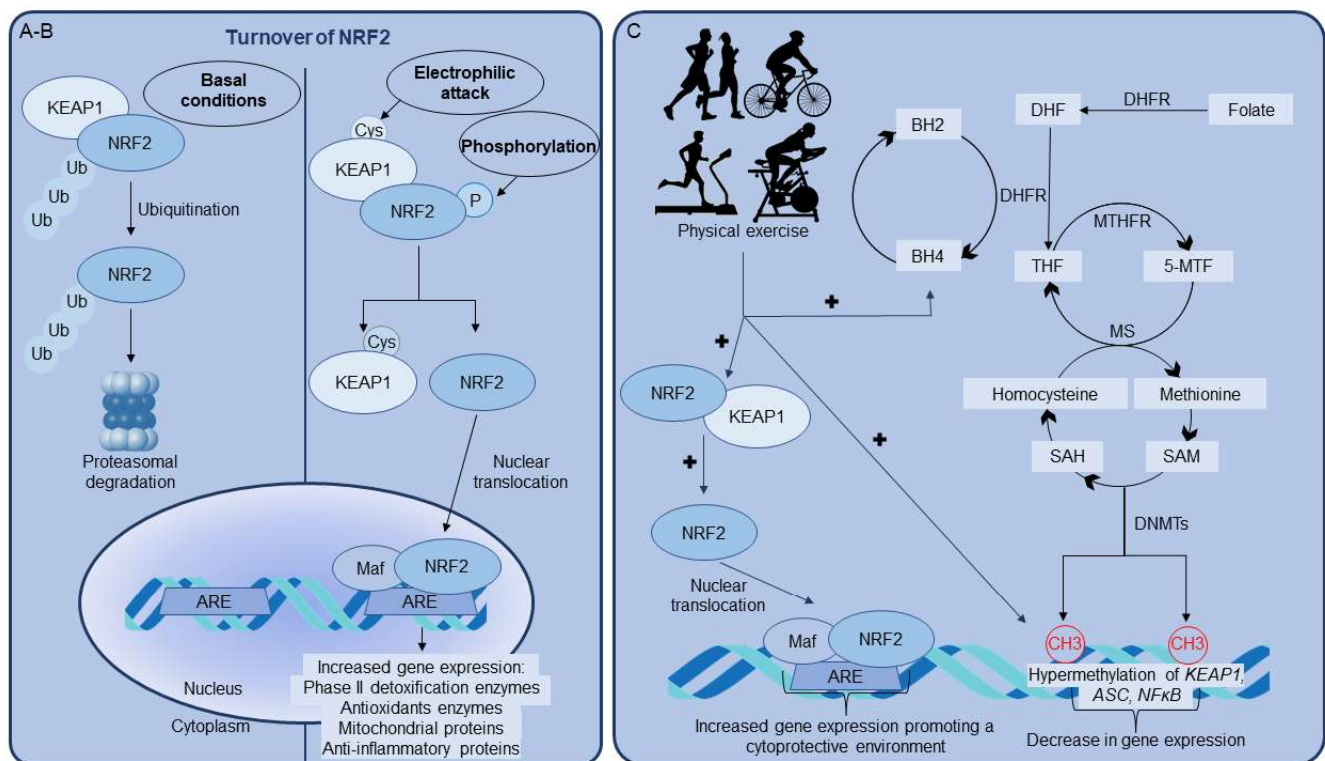 A-B
Turnover of NRF2
Basal
conditions
KEAP1
NRF2
Ub
Ub
Ub
Ubiquitination
NRF2
Ub
Ub
Ub
Proteasomal
degradation
Electrophilic
attack
Cys
Phosphorylation
KEAP1
NRF2
P
Cys
KEAP1
NRF2
Nuclear
translocation
Maf
NRF2
ARE
ARE
Increased gene expression:
Phase II detoxification enzymes
Antioxidants enzymes
Mitochondrial proteins
Anti-inflammatory proteins
Nucleus
Cytoplasm
C
Physical exercise
BH2
DHFR
BH4
DHF
DHFR
Folate
MTHFR
THF
5-MTF
MS
Homocysteine
Methionine
SAH
SAM
DNMTs
+
+
+
+
NRF2
KEAP1
NRF2
Nuclear
translocation
Maf
NRF2
ARE
CH3
CH3
Hypermethylation of KEAP1,
ASC, NFκB
Increased gene expression promoting a
cytoprotective environment
Decrease in gene expression